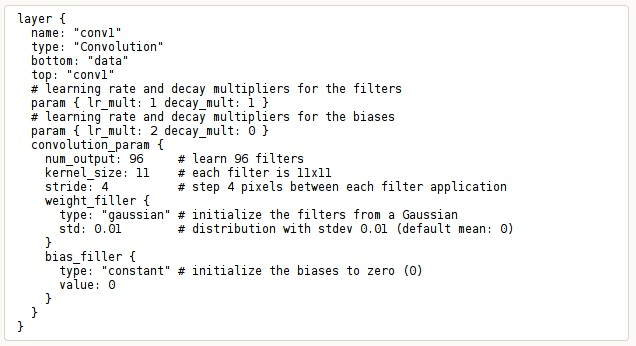 layer {
  name: "conv1"
  type: "Convolution"
  bottom: "data"
  top: "conv1"
  # learning rate and decay multipliers for the filters
  param { lr_mult: 1 decay_mult: 1 }
  # learning rate and decay multipliers for the biases
  param { lr_mult: 2 decay_mult: 0 }
  convolution_param {
    num_output: 96     # learn 96 filters
    kernel_size: 11    # each filter is 11x11
    stride: 4          # step 4 pixels between each filter application
    weight_filler {
      type: "gaussian" # initialize the filters from a Gaussian
      std: 0.01        # distribution with stdev 0.01 (default mean: 0)
    }
    bias_filler {
      type: "constant" # initialize the biases to zero (0)
      value: 0
    }
  }
}